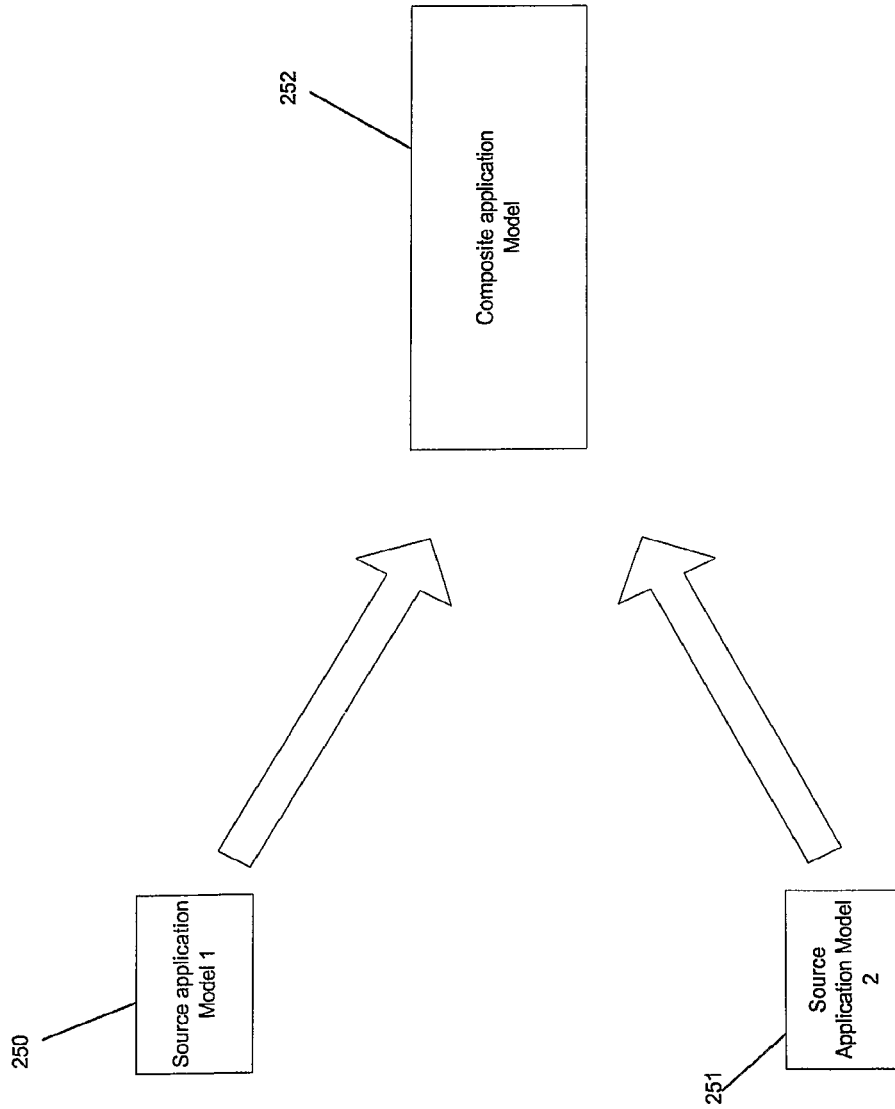 250
Source application
Model 1
252
Composite application
Model
251
Source
Application Model
2